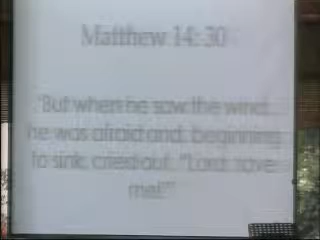 Matthew 14:30
"But when he saw the wind,
he was afraid and, beginning
to sink, cried out, "Lord, save
me!"